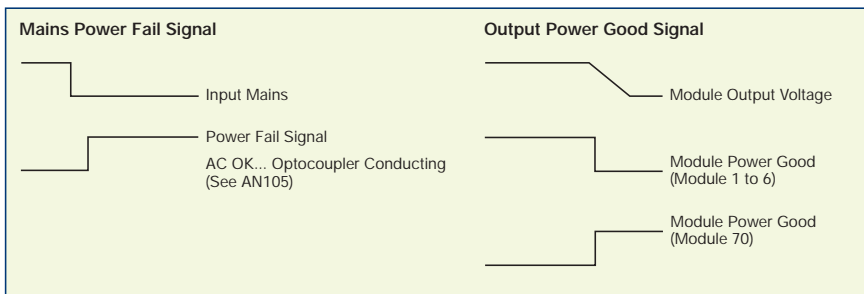 Mains Power Fail Signal
Input Mains
Power Fail Signal
AC OK... Optocoupler Conducting
(See AN105)
Output Power Good Signal
Module Output Voltage
Module Power Good
(Module 1 to 6)
Module Power Good
(Module 70)